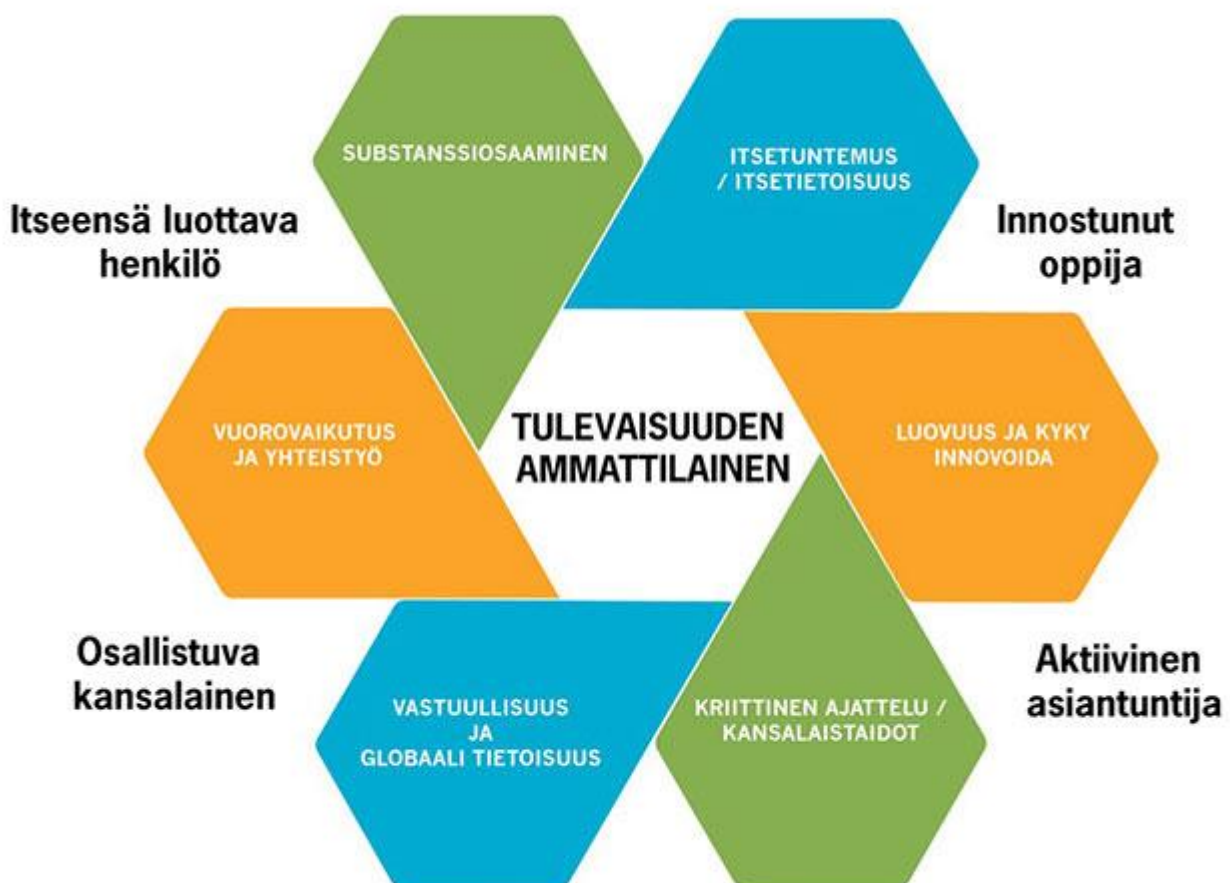 SUBSTANSSIOSAAMINEN
ITSETUNTEMUS
/ ITSETIETOISUUS
Itseensä luottava
henkilö
Innostunut
oppija
VUOROVAIKUTUS
JA YHTEISTYÖ
TULEVAISUUDEN
AMMATTILAINEN
LUOVUUS JA KYKY
INNOVOIDA
Osallistuva
kansalainen
Aktiivinen
asiantuntija
VASTUULLISUUS
JA
GLOBAALI TIETOISUUS
KRIITTINEN AJATTELU /
KANSALAISTAIDOT